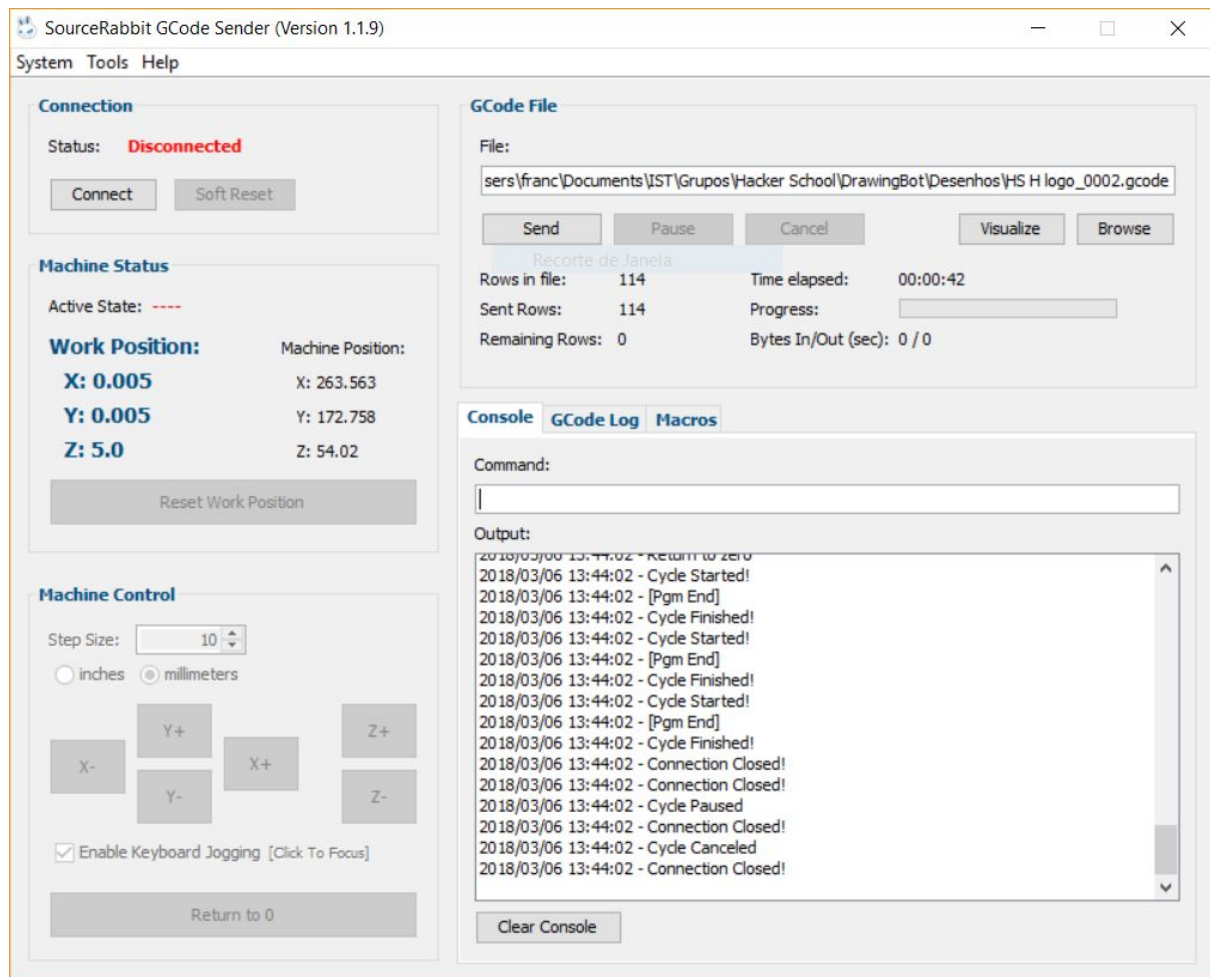 SourceRabbit GCode Sender (Version 1.1.9)
System Tools Help
Connection
Status: Disconnected
Connect Soft Reset
Machine Status
Active State: ----
Work Position: Machine Position:
X: 0.005 X: 263.563
Y: 0.005 Y: 172.758
Z: 5.0 Z: 54.02
Reset Work Position
Machine Control
Step Size: 10
inches millimeters
Y+ Z+
X- X+
Y- Z-
Enable Keyboard Jogging [Click To Focus]
Return to 0
GCode File
File:
sers\franc\Documents\IST\Grupos\Hacker School\DrawingBot\Desenhos\HS H logo_0002.gcode
Send Pause Cancel Visualize Browse
Recorte de Janela
Rows in file: 114 Time elapsed: 00:00:42
Sent Rows: 114 Progress:
Remaining Rows: 0 Bytes In/Out (sec): 0 / 0
Console GCode Log Macros
Command:
Output:
2018/03/06 13:44:02 - Return to zero
2018/03/06 13:44:02 - Cycle Started!
2018/03/06 13:44:02 - [Pgm End]
2018/03/06 13:44:02 - Cycle Finished!
2018/03/06 13:44:02 - Cycle Started!
2018/03/06 13:44:02 - [Pgm End]
2018/03/06 13:44:02 - Cycle Finished!
2018/03/06 13:44:02 - Cycle Started!
2018/03/06 13:44:02 - [Pgm End]
2018/03/06 13:44:02 - Cycle Finished!
2018/03/06 13:44:02 - Connection Closed!
2018/03/06 13:44:02 - Connection Closed!
2018/03/06 13:44:02 - Cycle Paused
2018/03/06 13:44:02 - Connection Closed!
2018/03/06 13:44:02 - Cycle Canceled
2018/03/06 13:44:02 - Connection Closed!
Clear Console